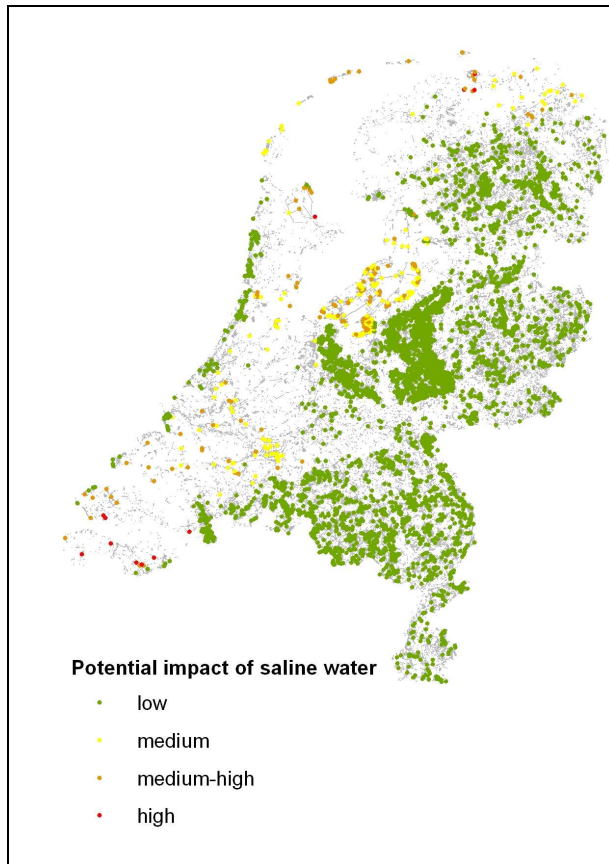 Potential impact of saline water
low
medium
medium-high
high